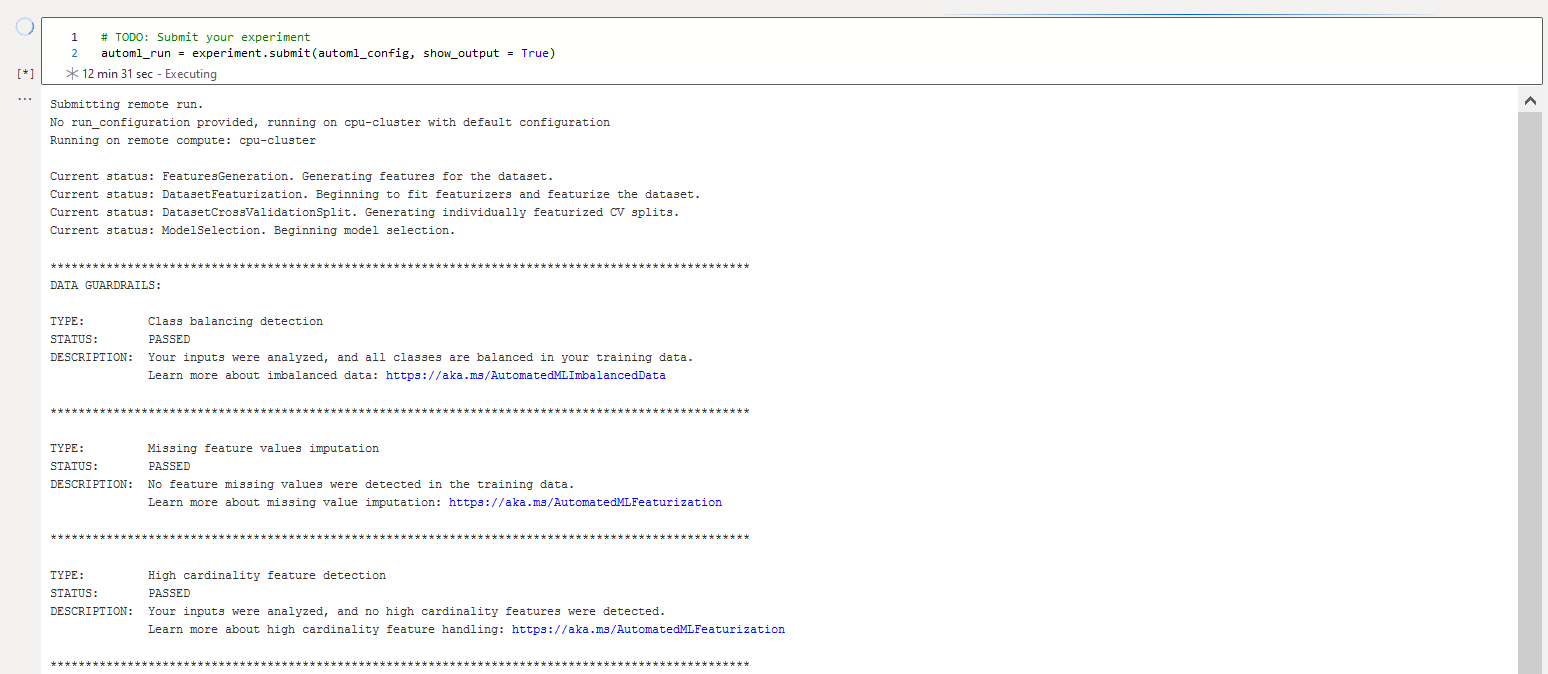 1 # TODO: Submit your experiment
2 automl_run = experiment.submit(automl_config, show_output = True)
[*] 12 min 31 sec - Executing
...
Submitting remote run.
No run_configuration provided, running on cpu-cluster with default configuration
Running on remote compute: cpu-cluster
Current status: FeaturesGeneration. Generating features for the dataset.
Current status: DatasetFeaturization. Beginning to fit featurizers and featurize the dataset.
Current status: DatasetCrossValidationSplit. Generating individually featurized CV splits.
Current status: ModelSelection. Beginning model selection.
****************************************************************************************************
DATA GUARDRAILS:
TYPE: Class balancing detection
STATUS: PASSED
DESCRIPTION: Your inputs were analyzed, and all classes are balanced in your training data.
Learn more about imbalanced data: https://aka.ms/AutomatedMLImbalancedData
****************************************************************************************************
TYPE: Missing feature values imputation
STATUS: PASSED
DESCRIPTION: No feature missing values were detected in the training data.
Learn more about missing value imputation: https://aka.ms/AutomatedMLFeaturization
****************************************************************************************************
TYPE: High cardinality feature detection
STATUS: PASSED
DESCRIPTION: Your inputs were analyzed, and no high cardinality features were detected.
Learn more about high cardinality feature handling: https://aka.ms/AutomatedMLFeaturization
****************************************************************************************************